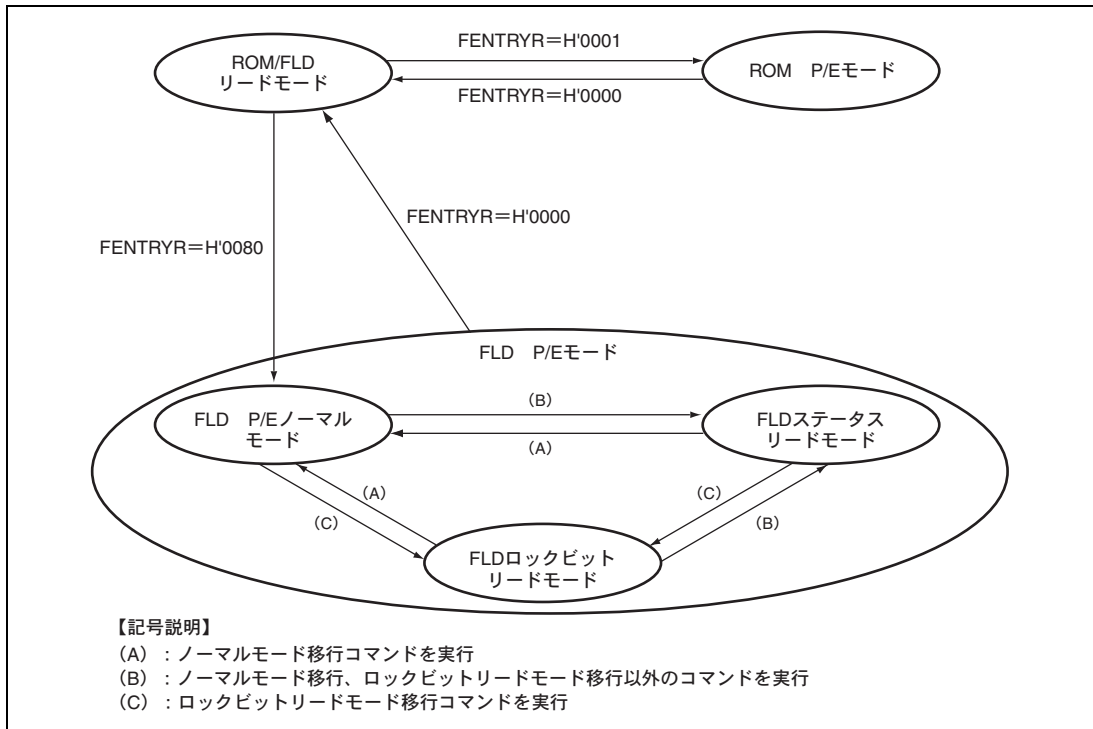 FENTRYR＝H'0001
ROM/FLD
リードモード
ROM　P/Eモード
FENTRYR＝H'0000
FENTRYR＝H'0000
FENTRYR＝H'0080
FLD　P/Eモード
FLD　P/Eノーマル
モード
（B）
FLDステータス
リードモード
（A）
（A）
（C）
（C）
（B）
FLDロックビット
リードモード
【記号説明】
（A）：ノーマルモード移行コマンドを実行
（B）：ノーマルモード移行、ロックビットリードモード移行以外のコマンドを実行
（C）：ロックビットリードモード移行コマンドを実行